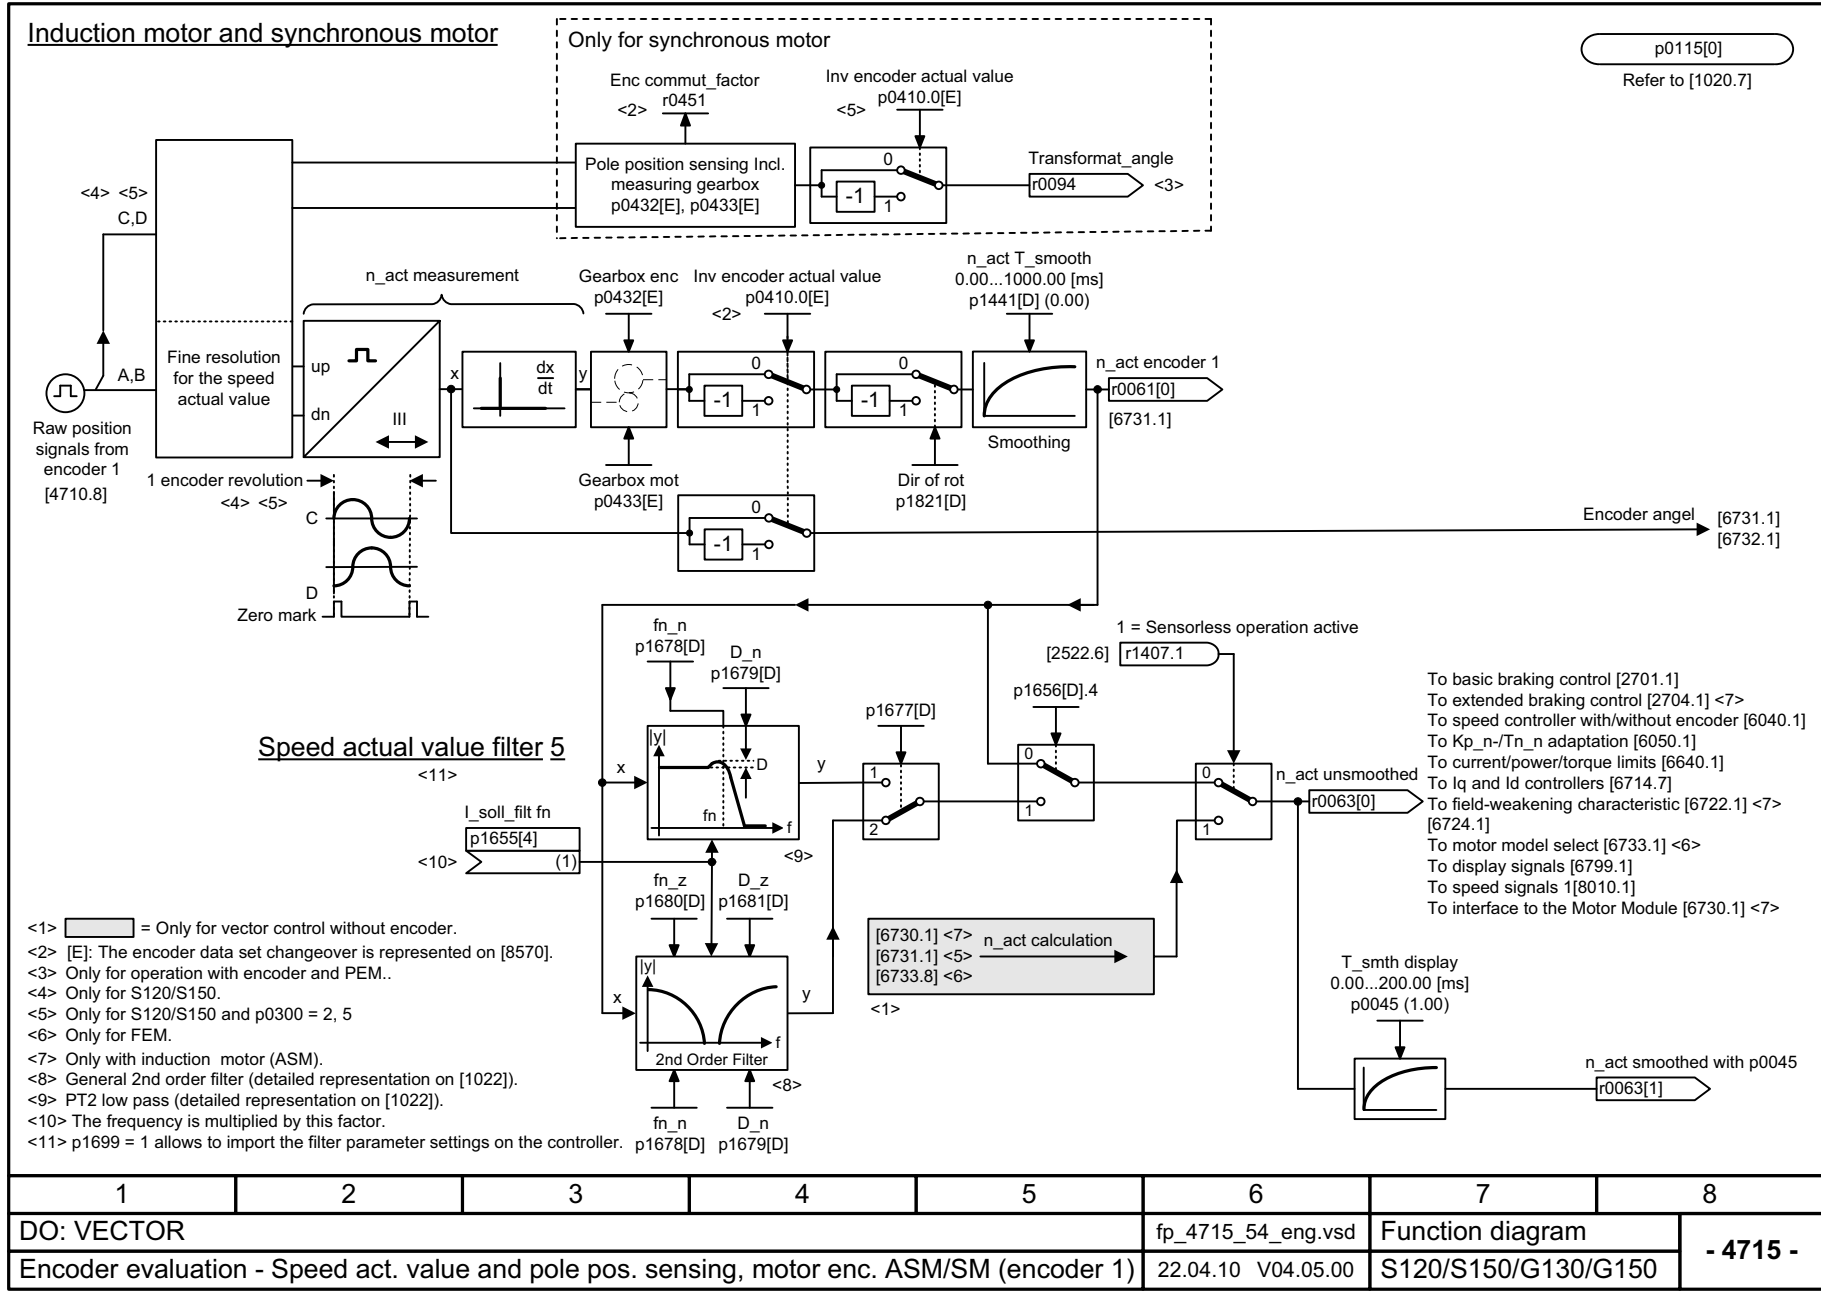 Induction motor and synchronous motor
Only for synchronous motor
p0115[0]
Refer to [1020.7]
Enc commut_factor
<2> r0451
Inv encoder actual value
<5> p0410.0[E]
Pole position sensing Incl.
measuring gearbox
p0432[E], p0433[E]
0
-1
1
Transformat_angle
r0094
<3>
<4> <5>
C,D
A,B
Raw position
signals from
encoder 1
[4710.8]
Fine resolution
for the speed
actual value
n_act measurement
up
dn
III
x
dx
dt
y
Gearbox enc
p0432[E]
Gearbox mot
p0433[E]
Inv encoder actual value
p0410.0[E]
<2>
0
-1
1
0
-1
1
Dir of rot
p1821[D]
n_act T_smooth
0.00...1000.00 [ms]
p1441[D] (0.00)
Smoothing
n_act encoder 1
r0061[0]
[6731.1]
1 encoder revolution
<4> <5>
C
D
Zero mark
0
-1
1
Encoder angel
[6731.1]
[6732.1]
Speed actual value filter 5
<11>
fn_n
p1678[D]
D_n
p1679[D]
|y|
D
fn
f
x
y
<9>
I_soll_filt fn
p1655[4]
(1)
<10>
fn_z
p1680[D]
D_z
p1681[D]
|y|
f
x
y
2nd Order Filter
<8>
fn_n
p1678[D]
D_n
p1679[D]
p1677[D]
1
2
p1656[D].4
0
1
1 = Sensorless operation active
[2522.6]
r1407.1
0
1
n_act unsmoothed
r0063[0]
To basic braking control [2701.1]
To extended braking control [2704.1] <7>
To speed controller with/without encoder [6040.1]
To Kp_n-/Tn_n adaptation [6050.1]
To current/power/torque limits [6640.1]
To Iq and Id controllers [6714.7]
To field-weakening characteristic [6722.1] <7>
[6724.1]
To motor model select [6733.1] <6>
To display signals [6799.1]
To speed signals 1[8010.1]
To interface to the Motor Module [6730.1] <7>
[6730.1] <7>
[6731.1] <5>
[6733.8] <6>
n_act calculation
<1>
T_smth display
0.00...200.00 [ms]
p0045 (1.00)
n_act smoothed with p0045
r0063[1]
<1> = Only for vector control without encoder.
<2> [E]: The encoder data set changeover is represented on [8570].
<3> Only for operation with encoder and PEM..
<4> Only for S120/S150.
<5> Only for S120/S150 and p0300 = 2, 5
<6> Only for FEM.
<7> Only with induction motor (ASM).
<8> General 2nd order filter (detailed representation on [1022]).
<9> PT2 low pass (detailed representation on [1022]).
<10> The frequency is multiplied by this factor.
<11> p1699 = 1 allows to import the filter parameter settings on the controller.
1 2 3 4 5 6 7 8
DO: VECTOR
fp_4715_54_eng.vsd
Function diagram
- 4715 -
Encoder evaluation - Speed act. value and pole pos. sensing, motor enc. ASM/SM (encoder 1)
22.04.10 V04.05.00
S120/S150/G130/G150